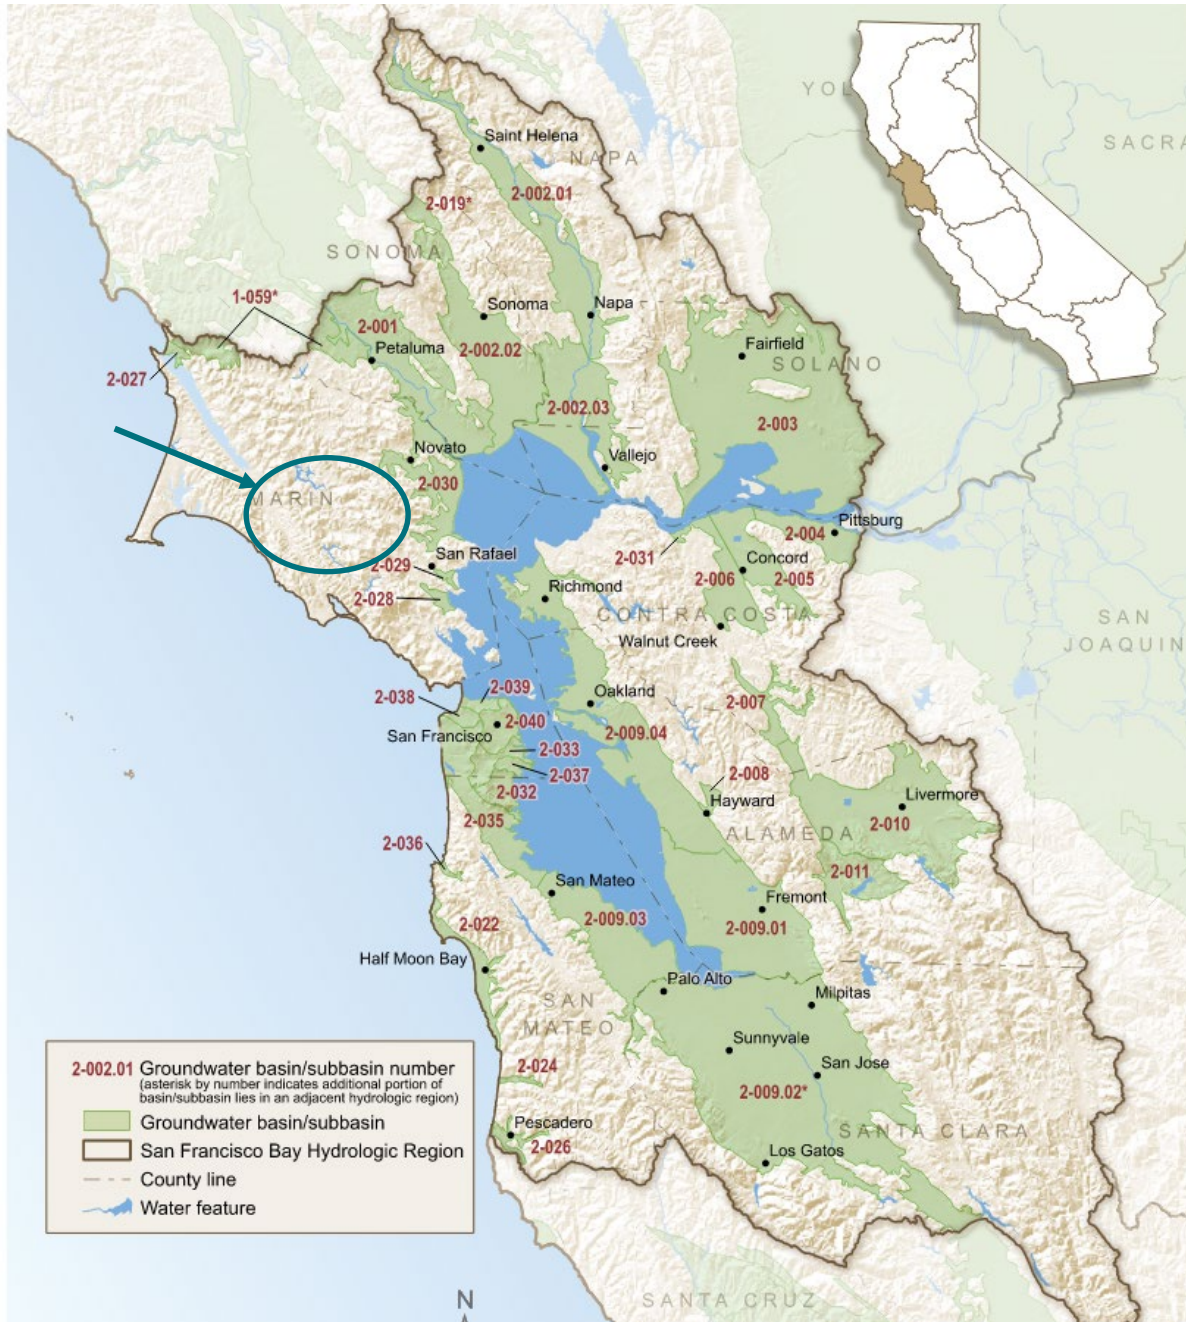 YOL
SACRA
Saint Helena
NAPA
2-019*
2-002.01
SONOMA
1-059*
2-001
Sonoma
Napa
Petaluma
2-002.02
Fairfield
SOLANO
2-027
2-002.03
2-003
Novato
Vallejo
2-030
MARIN
Pittsburg
2-004
San Rafael
2-031
Concord
2-029
2-006
2-005
Richmond
2-028
CONTRA COSTA
SAN
JOAQUIN
Walnut Creek
2-039
Oakland
2-038
2-007
2-040
San Francisco
2-009.04
2-033
2-037
2-008
2-032
Hayward
Livermore
2-035
2-010
ALAMEDA
2-036
2-011
San Mateo
Fremont
2-022
2-009.03
2-009.01
Half Moon Bay
Palo Alto
Milpitas
SAN
MATEO
Sunnyvale
San Jose
2-024
2-009.02*
Pescadero
2-026
SANTA CLARA
Los Gatos
2-002.01 Groundwater basin/subbasin number
(asterisk by number indicates additional portion of
basin/subbasin lies in an adjacent hydrologic region)
Groundwater basin/subbasin
San Francisco Bay Hydrologic Region
County line
Water feature
N
SANTA CRUZ